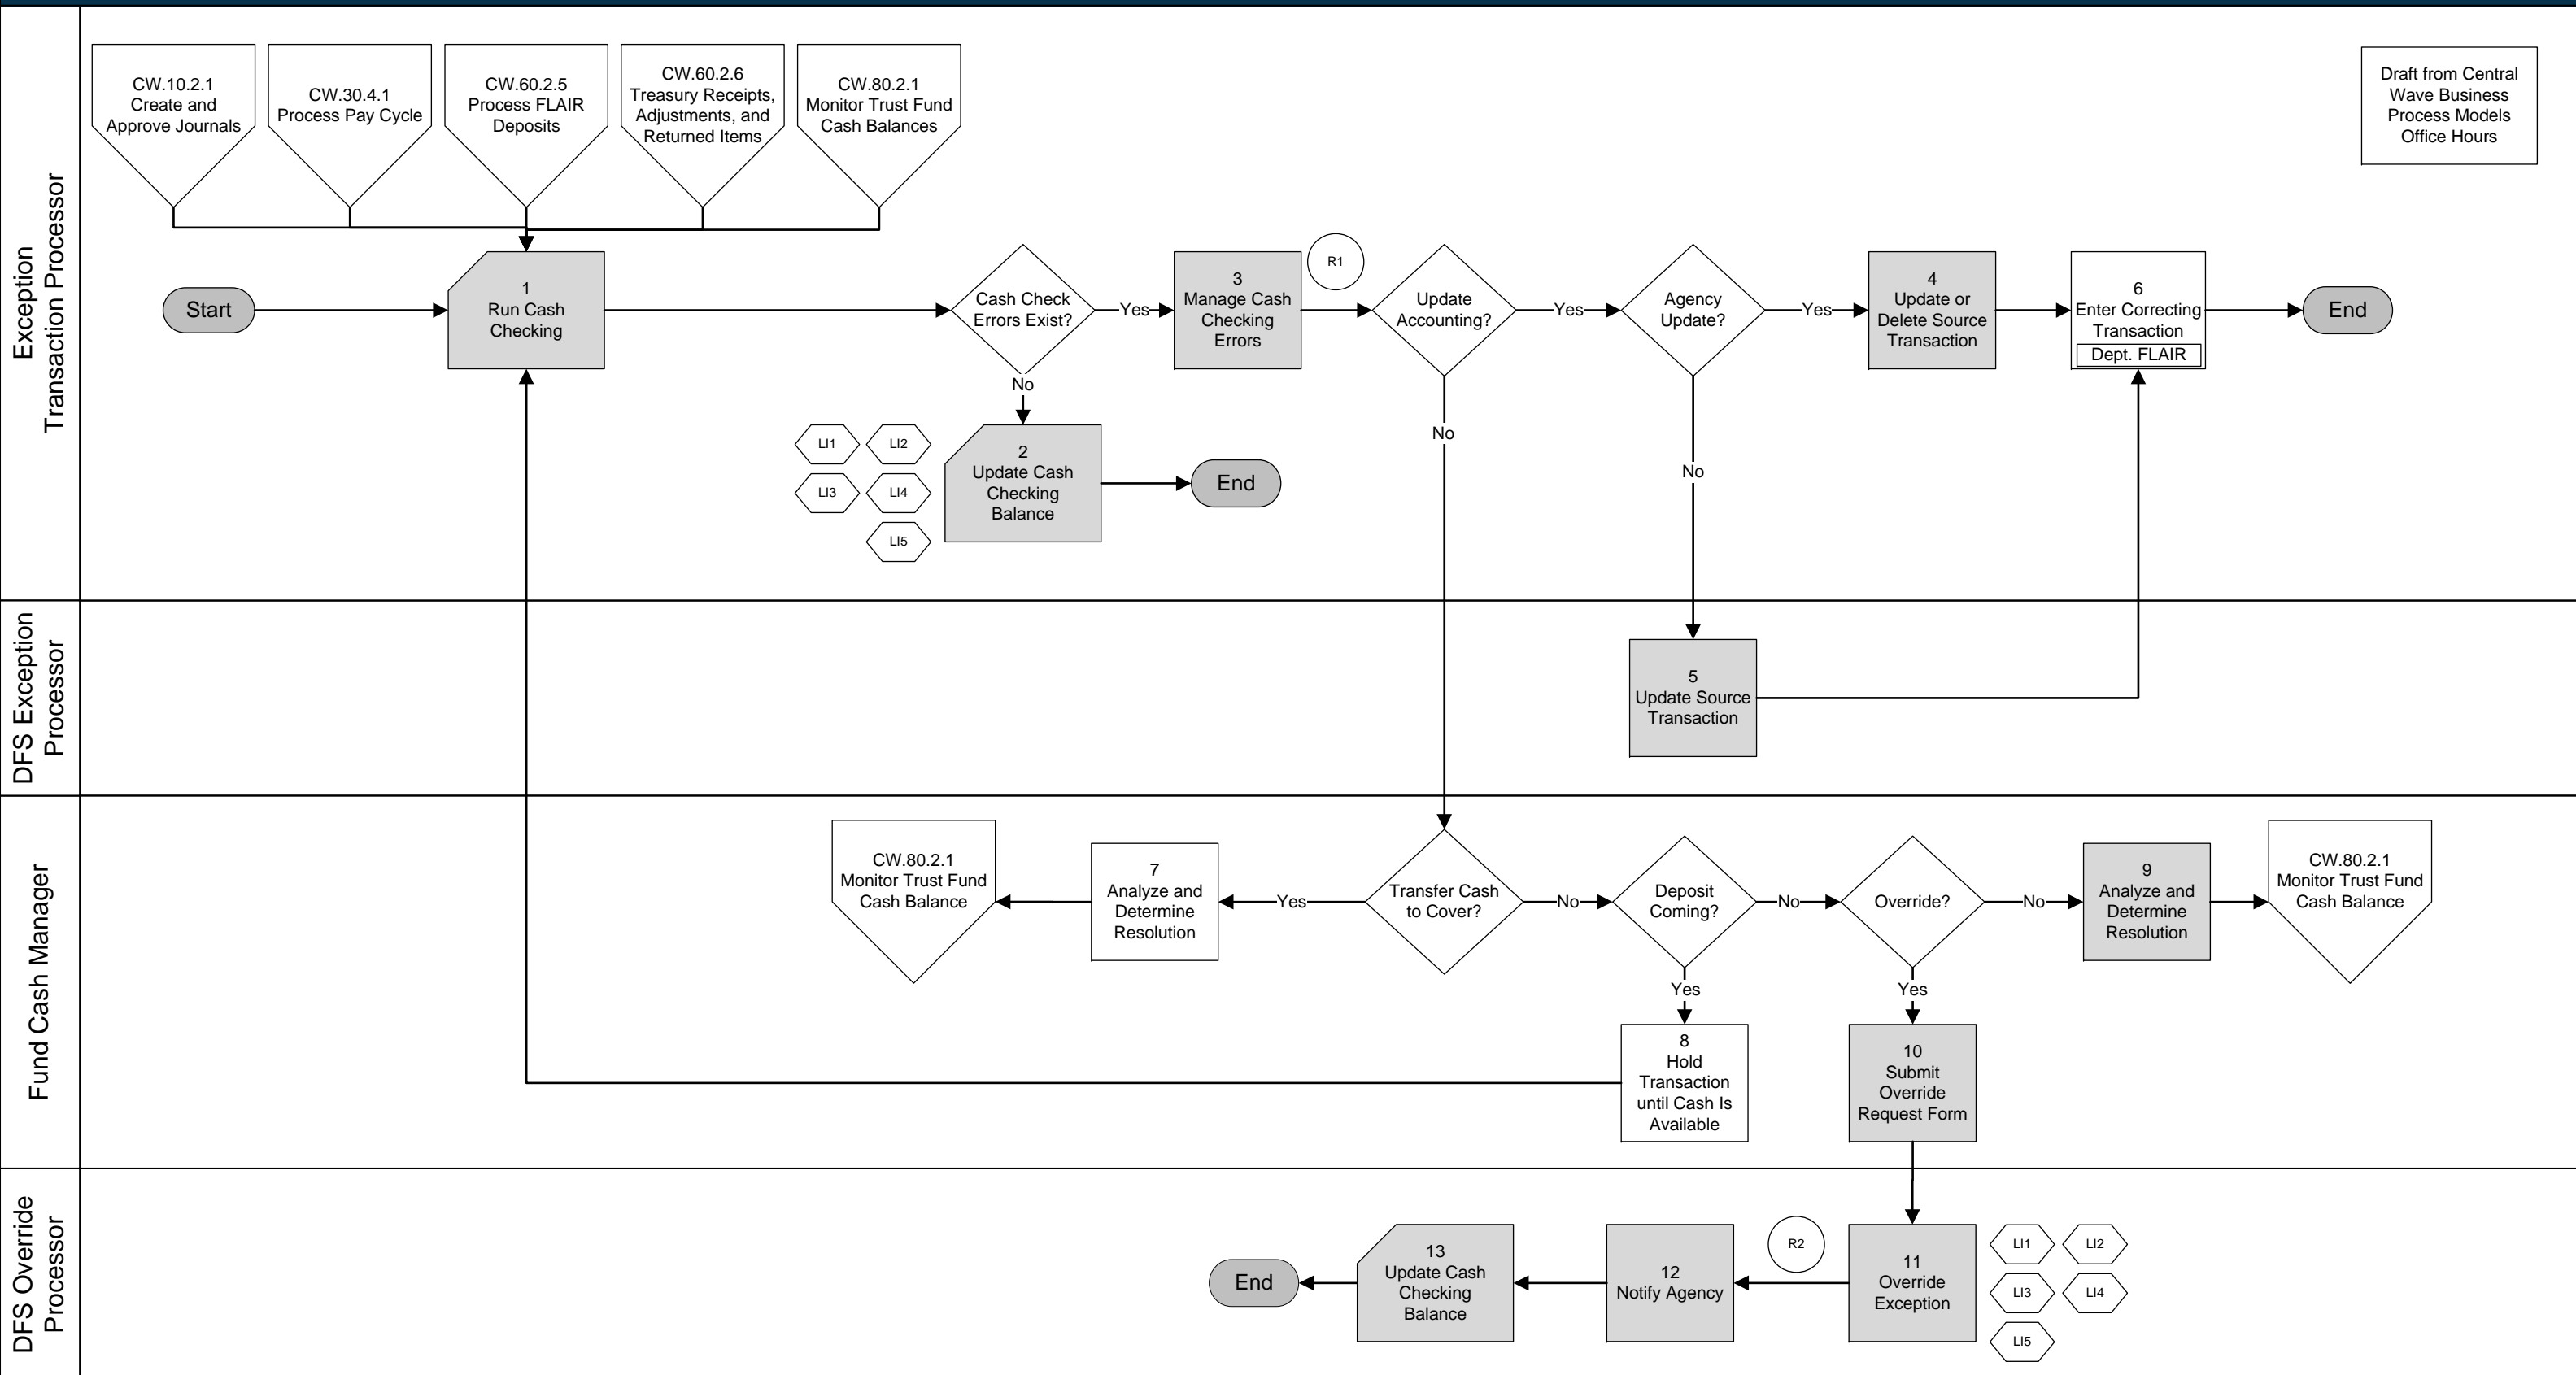 Exception
Transaction Processor
CW.10.2.1
Create and
Approve Journals
CW.30.4.1
Process Pay Cycle
CW.60.2.5
Process FLAIR
Deposits
CW.60.2.6
Treasury Receipts,
Adjustments, and
Returned Items
CW.80.2.1
Monitor Trust Fund
Cash Balances
Draft from Central
Wave Business
Process Models
Office Hours
Start
1
Run Cash
Checking
Cash Check
Errors Exist?
Yes
3
Manage Cash
Checking
Errors
R1
Update
Accounting?
Yes
Agency
Update?
Yes
4
Update or
Delete Source
Transaction
6
Enter Correcting
Transaction
Dept. FLAIR
End
No
No
No
LI1
LI2
LI3
LI4
LI5
2
Update Cash
Checking
Balance
End
DFS Exception
Processor
5
Update Source
Transaction
Fund Cash Manager
CW.80.2.1
Monitor Trust Fund
Cash Balance
7
Analyze and
Determine
Resolution
Yes
Transfer Cash
to Cover?
No
Deposit
Coming?
No
Override?
No
9
Analyze and
Determine
Resolution
CW.80.2.1
Monitor Trust Fund
Cash Balance
Yes
Yes
8
Hold
Transaction
until Cash Is
Available
10
Submit
Override
Request Form
DFS Override
Processor
End
13
Update Cash
Checking
Balance
12
Notify Agency
R2
11
Override
Exception
LI1
LI2
LI3
LI4
LI5